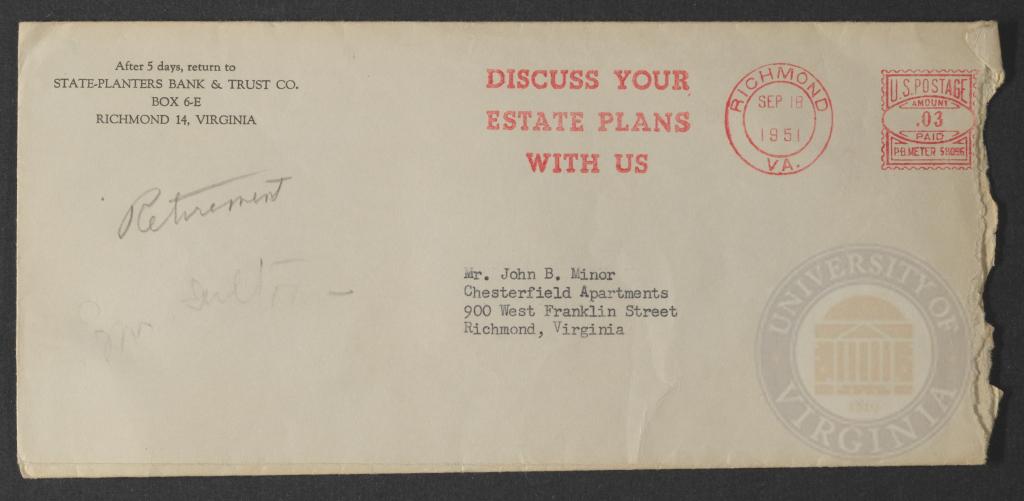 After 5 days, return to
STATE-PLANTERS BANK & TRUST CO.
BOX 6-E
RICHMOND 14, VIRGINIA
DISCUSS YOUR
ESTATE PLANS
WITH US
RICHMOND
SEP 18
1951
VA.
U.S. POSTAGE
AMOUNT
.03
PAID
P.B. METER
Retirement
Mr. John B. Minor
Chesterfield Apartments
900 West Franklin Street
Richmond, Virginia
UNIVERSITY OF
VIRGINIA
1819